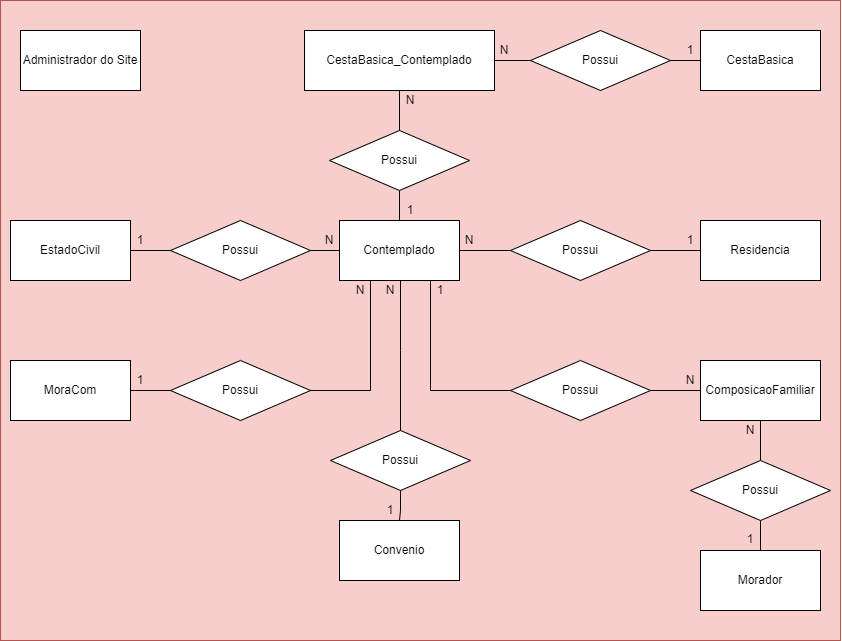 Administrador do Site
CestaBasica_Contemplado
N
Possui
1
CestaBasica
N
Possui
1
EstadoCivil
1
Possui
N
Contemplado
N
Possui
1
Residencia
N
N
1
MoraCom
1
Possui
Possui
N
ComposicaoFamiliar
N
Possui
1
Convenio
Possui
1
Morador